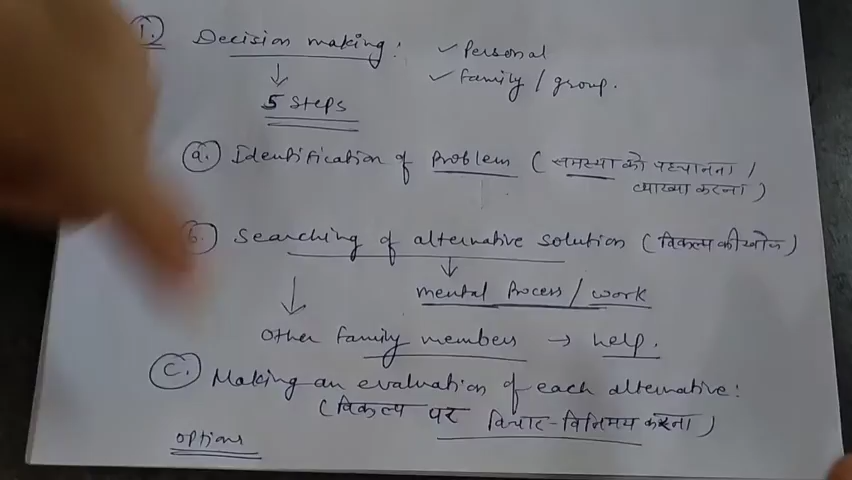 1. Decision making: ✓ Personal
✓ family / group.
↓
5 steps
a. Identification of Problem (समस्या को पहचानना /
व्याख्या करना)
b. Searching of alternative solution (विकल्प की खोज)
↓ mental Process / work
↓
Other family members → help.
C. Making an evaluation of each alternative:
(विकल्प पर विचार-विनिमय करना)
options